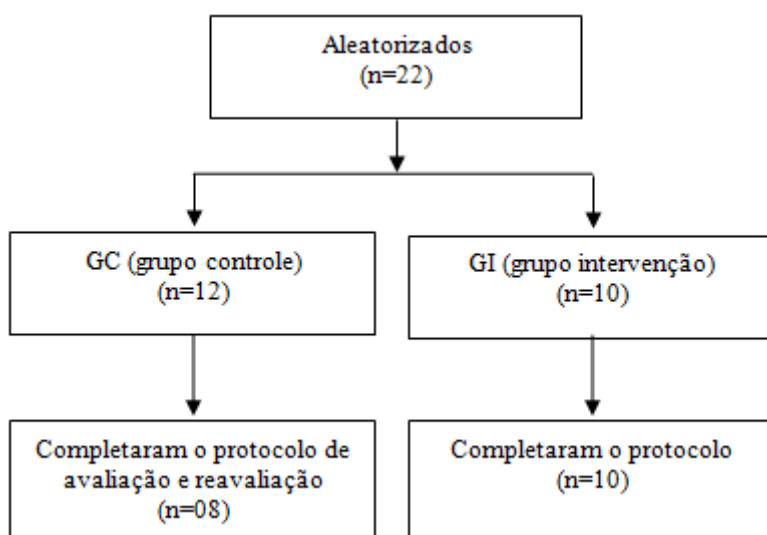 Aleatorizados
(n=22)
GC (grupo controle)
(n=12)
GI (grupo intervenção)
(n=10)
Completaram o protocolo de
avaliação e reavaliação
(n=08)
Completaram o protocolo
(n=10)